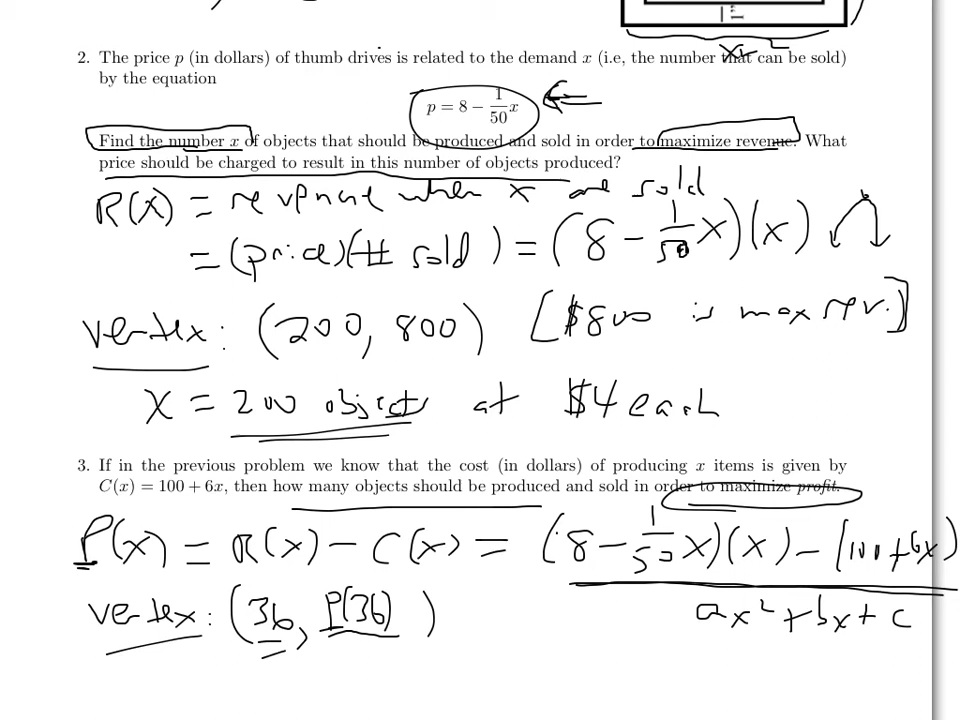 2. The price p (in dollars) of thumb drives is related to the demand x (i.e, the number that can be sold)
by the equation
p = 8 − 1/50 x
Find the number x of objects that should be produced and sold in order to maximize revenue. What
price should be charged to result in this number of objects produced?
R(x) = revenue when x are sold
= (price)(# sold) = (8 − 1/50 x)(x)
vertex: (200, 800) [$800 is max rev.]
x = 200 objects at $4 each
3. If in the previous problem we know that the cost (in dollars) of producing x items is given by
C(x) = 100 + 6x, then how many objects should be produced and sold in order to maximize profit.
P(x) = R(x) − C(x) = (8 − 1/50 x)(x) − (100 + 6x)
vertex: (36, P(36))
ax² + bx + c